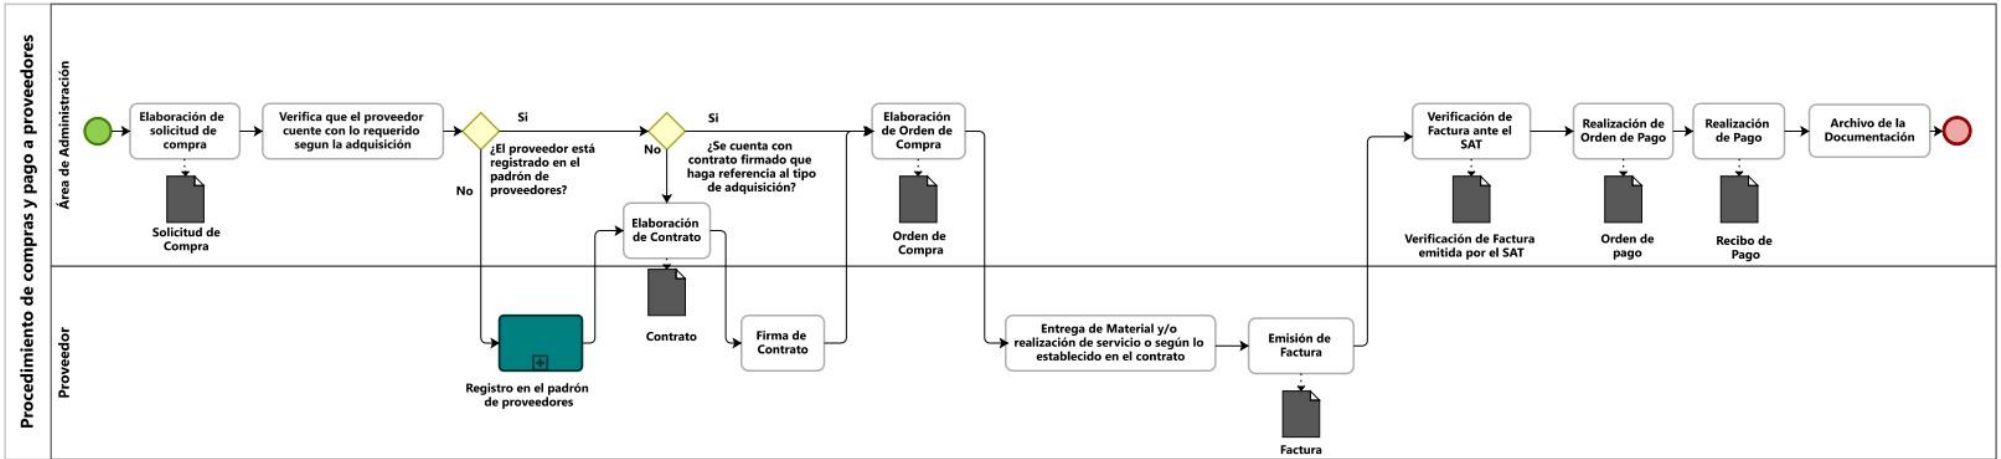 Procedimiento de compras y pago a proveedores
Área de Administración
Elaboración de
solicitud de
compra
Solicitud de
Compra
Verifica que el proveedor
cuente con lo requerido
segun la adquisición
Si
¿El proveedor está
registrado en el
padrón de
proveedores?
No
Si
No
¿Se cuenta con
contrato firmado que
haga referencia al tipo
de adquisición?
Elaboración
de Contrato
Elaboración
de Orden de
Compra
Orden de
Compra
Verificación de
Factura ante el
SAT
Verificación de Factura
emitida por el SAT
Realización de
Orden de Pago
Orden de
pago
Realización
de Pago
Recibo de
Pago
Archivo de la
Documentación
Proveedor
Registro en el padrón
de proveedores
Contrato
Firma de
Contrato
Entrega de Material y/o
realización de servicio o según lo
establecido en el contrato
Emisión de
Factura
Factura